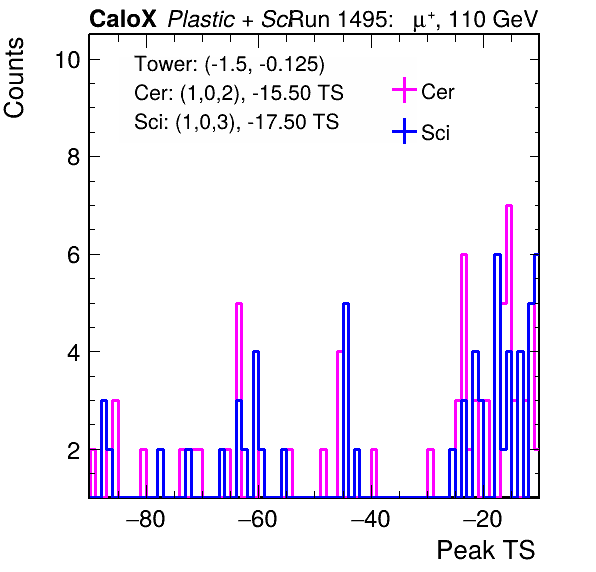 CaloX Plastic + Sci Run 1495: μ⁺, 110 GeV
Counts
Tower: (-1.5, -0.125)
Cer: (1,0,2), -15.50 TS
Sci: (1,0,3), -17.50 TS
Cer
Sci
10
8
6
4
2
−80 −60 −40 −20
Peak TS